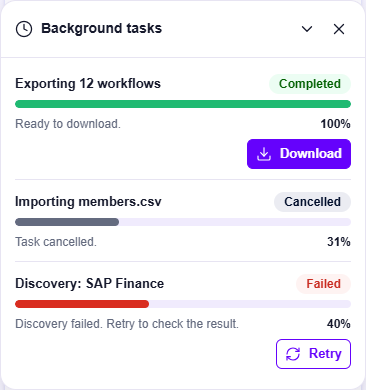 Background tasks
Exporting 12 workflows Completed
Ready to download. 100%
Download
Importing members.csv Cancelled
Task cancelled. 31%
Discovery: SAP Finance Failed
Discovery failed. Retry to check the result. 40%
Retry